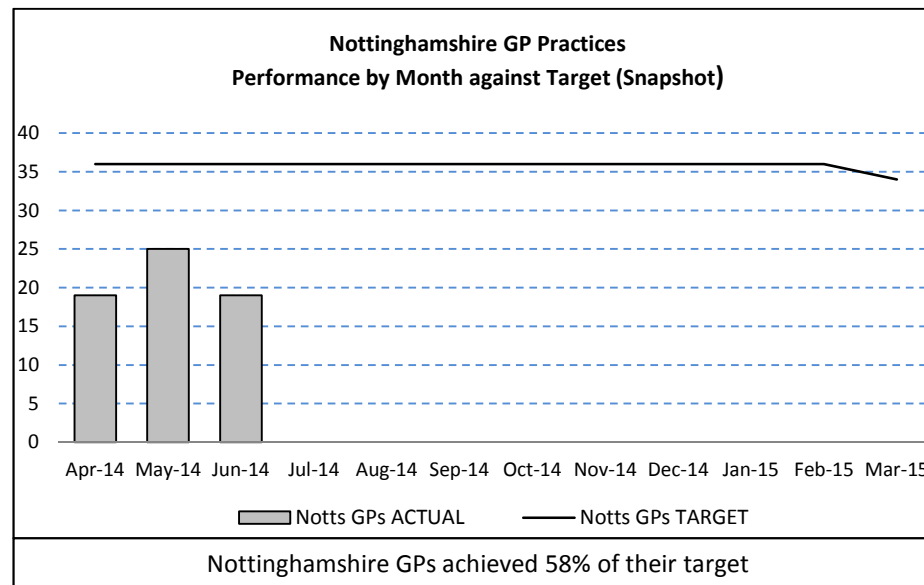 Nottinghamshire GP Practices
Performance by Month against Target (Snapshot)
40
35
30
25
20
15
10
5
0
Apr-14 May-14 Jun-14 Jul-14 Aug-14 Sep-14 Oct-14 Nov-14 Dec-14 Jan-15 Feb-15 Mar-15
Notts GPs ACTUAL Notts GPs TARGET
Nottinghamshire GPs achieved 58% of their target